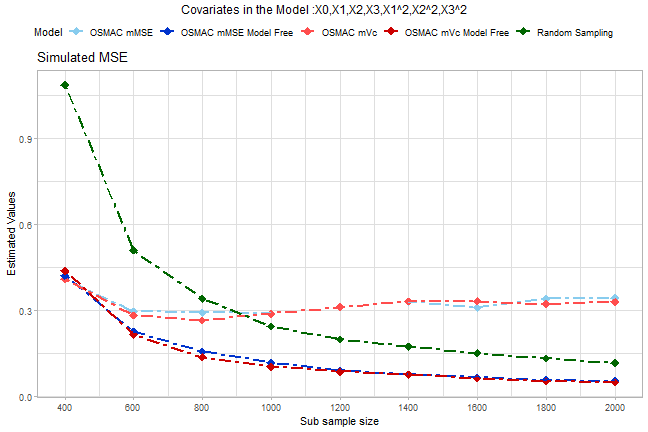 Covariates in the Model :X0,X1,X2,X3,X1^2,X2^2,X3^2
Model OSMAC mMSE OSMAC mMSE Model Free OSMAC mVc OSMAC mVc Model Free Random Sampling
Simulated MSE
Estimated Values
0.9
0.6
0.3
0.0
400 600 800 1000 1200 1400 1600 1800 2000
Sub sample size